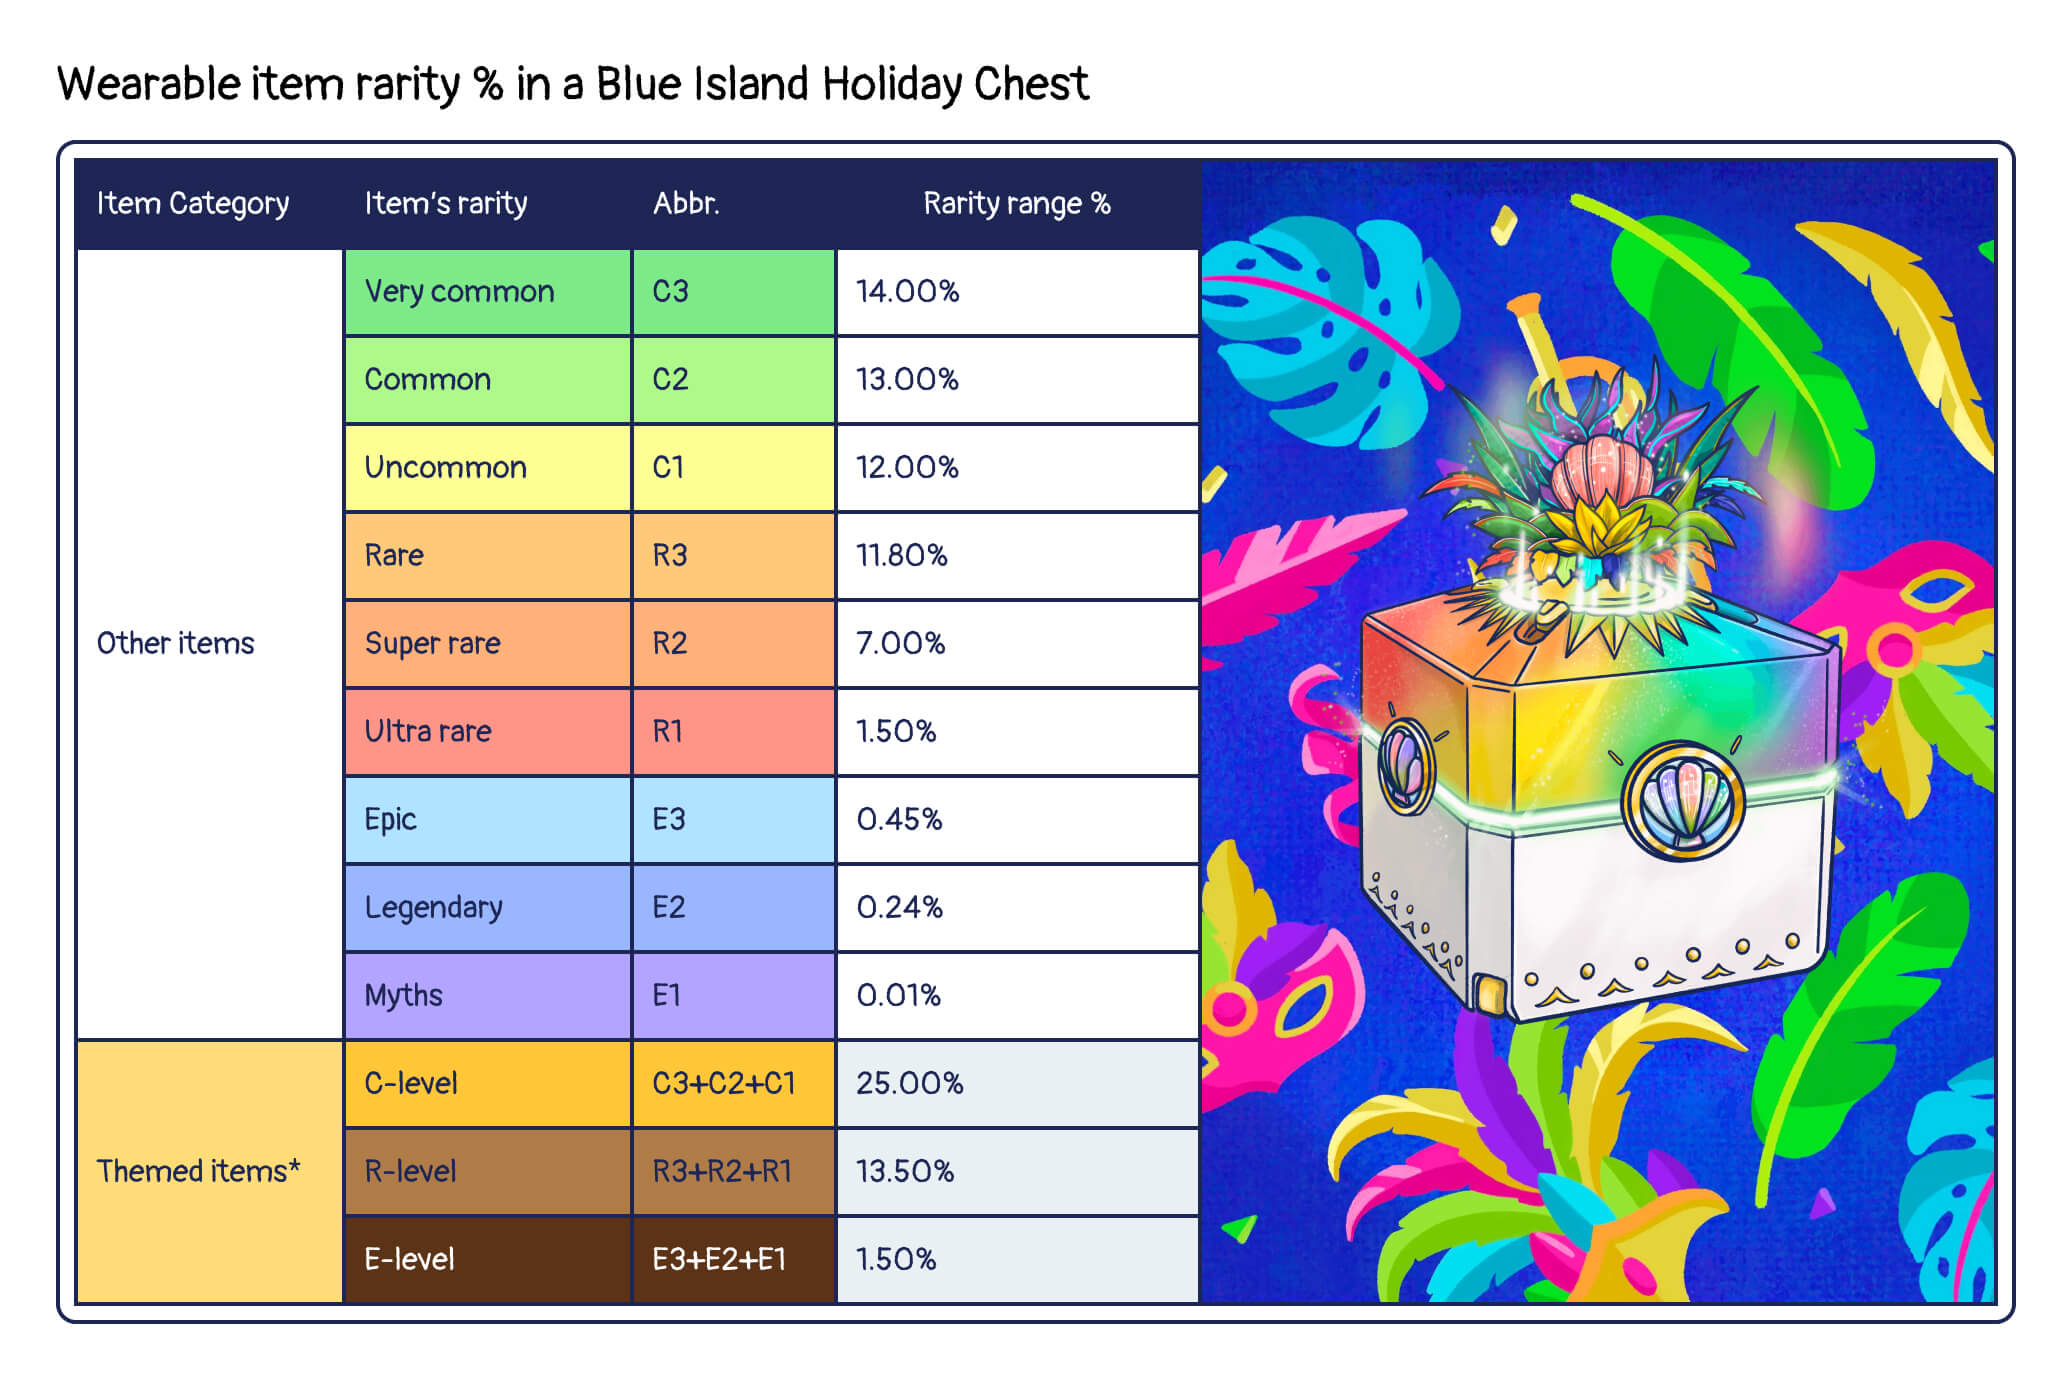 Wearable item rarity % in a Blue Island Holiday Chest
Item Category Item's rarity Abbr. Rarity range %
Very common C3 14.00%
Common C2 13.00%
Uncommon C1 12.00%
Rare R3 11.80%
Other items Super rare R2 7.00%
Ultra rare R1 1.50%
Epic E3 0.45%
Legendary E2 0.24%
Myths E1 0.01%
C-level C3+C2+C1 25.00%
Themed items* R-level R3+R2+R1 13.50%
E-level E3+E2+E1 1.50%